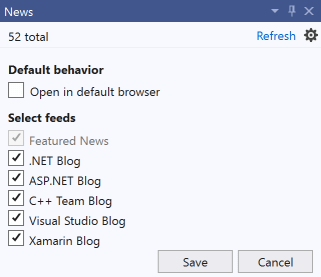 News
52 total Refresh
Default behavior
Open in default browser
Select feeds
Featured News
.NET Blog
ASP.NET Blog
C++ Team Blog
Visual Studio Blog
Xamarin Blog
Save Cancel